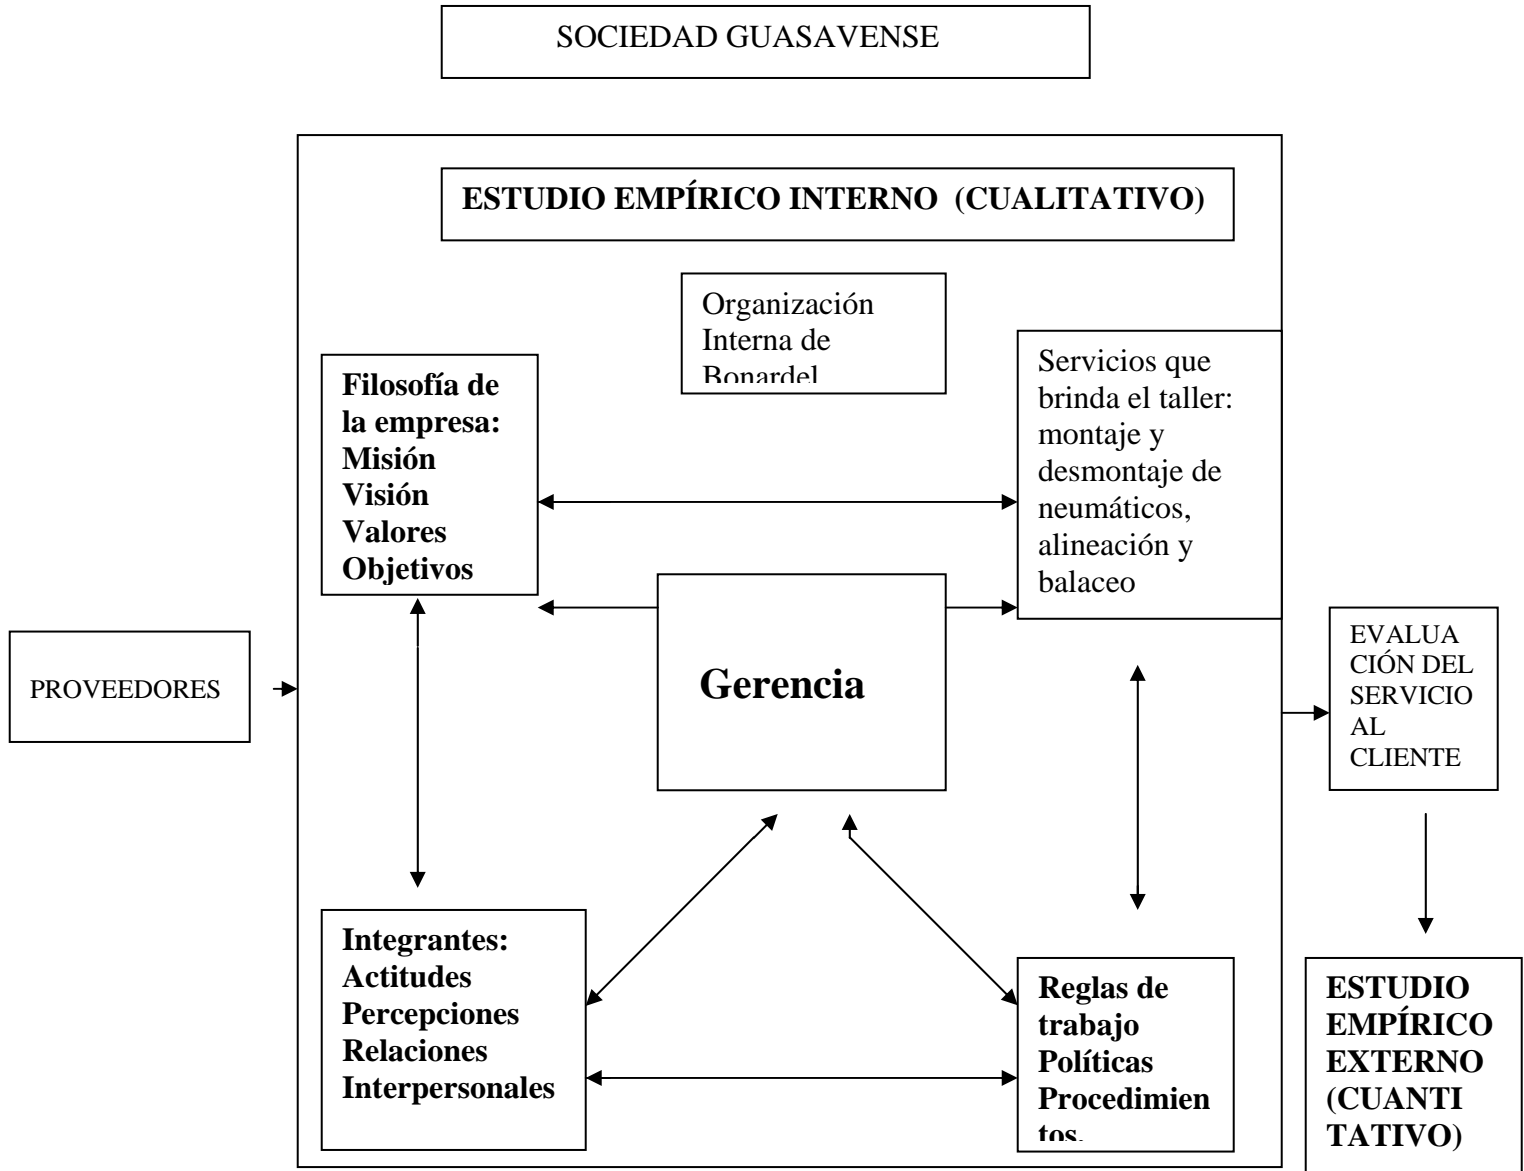 SOCIEDAD GUASAVENSE
ESTUDIO EMPÍRICO INTERNO (CUALITATIVO)
Organización
Interna de
Bonardel
Filosofía de
la empresa:
Misión
Visión
Valores
Objetivos
Servicios que
brinda el taller:
montaje y
desmontaje de
neumáticos,
alineación y
balaceo
PROVEEDORES
Gerencia
EVALUA
CIÓN DEL
SERVICIO
AL
CLIENTE
Integrantes:
Actitudes
Percepciones
Relaciones
Interpersonales
Reglas de
trabajo
Políticas
Procedimien
tos.
ESTUDIO
EMPÍRICO
EXTERNO
(CUANTI
TATIVO)